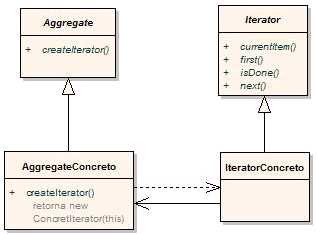 Aggregate
+ createIterator()
Iterator
+ currentItem()
+ first()
+ isDone()
+ next()
AggregateConcreto
+ createIterator()
retorna new
ConcretIterator(this)
IteratorConcreto